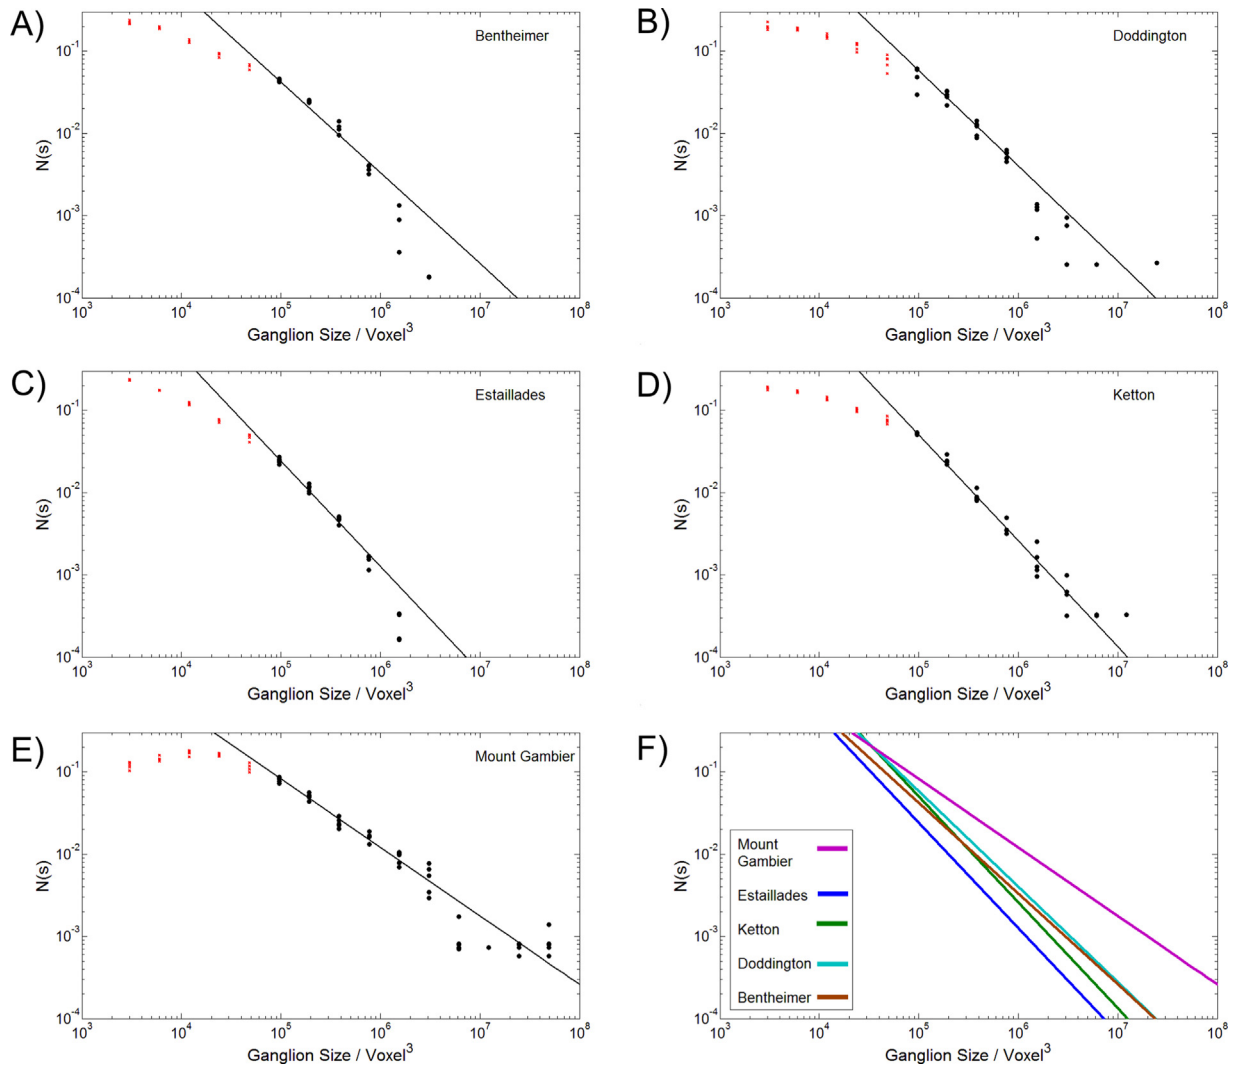 A)
Bentheimer
10^-1
10^-2
10^-3
10^-4
N(s)
10^3 10^4 10^5 10^6 10^7 10^8
Ganglion Size / Voxel^3
B)
Doddington
10^-1
10^-2
10^-3
10^-4
N(s)
10^3 10^4 10^5 10^6 10^7 10^8
Ganglion Size / Voxel^3
C)
Estaillades
10^-1
10^-2
10^-3
10^-4
N(s)
10^3 10^4 10^5 10^6 10^7 10^8
Ganglion Size / Voxel^3
D)
Ketton
10^-1
10^-2
10^-3
10^-4
N(s)
10^3 10^4 10^5 10^6 10^7 10^8
Ganglion Size / Voxel^3
E)
Mount Gambier
10^-1
10^-2
10^-3
10^-4
N(s)
10^3 10^4 10^5 10^6 10^7 10^8
Ganglion Size / Voxel^3
F)
10^-1
10^-2
10^-3
10^-4
N(s)
Mount
Gambier
Estaillades
Ketton
Doddington
Bentheimer
10^3 10^4 10^5 10^6 10^7 10^8
Ganglion Size / Voxel^3